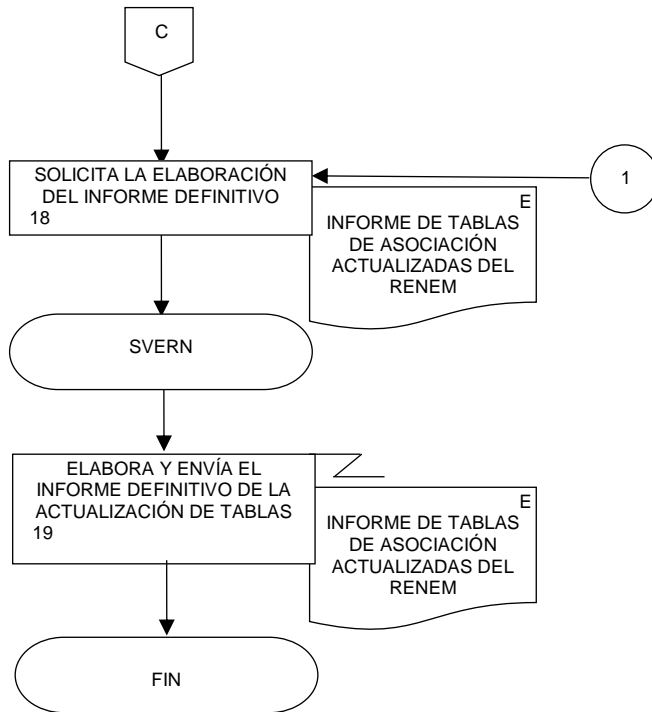 C
SOLICITA LA ELABORACIÓN
DEL INFORME DEFINITIVO
18
1
E
INFORME DE TABLAS
DE ASOCIACIÓN
ACTUALIZADAS DEL
RENEM
SVERN
ELABORA Y ENVÍA EL
INFORME DEFINITIVO DE LA
ACTUALIZACIÓN DE TABLAS
19
E
INFORME DE TABLAS
DE ASOCIACIÓN
ACTUALIZADAS DEL
RENEM
FIN